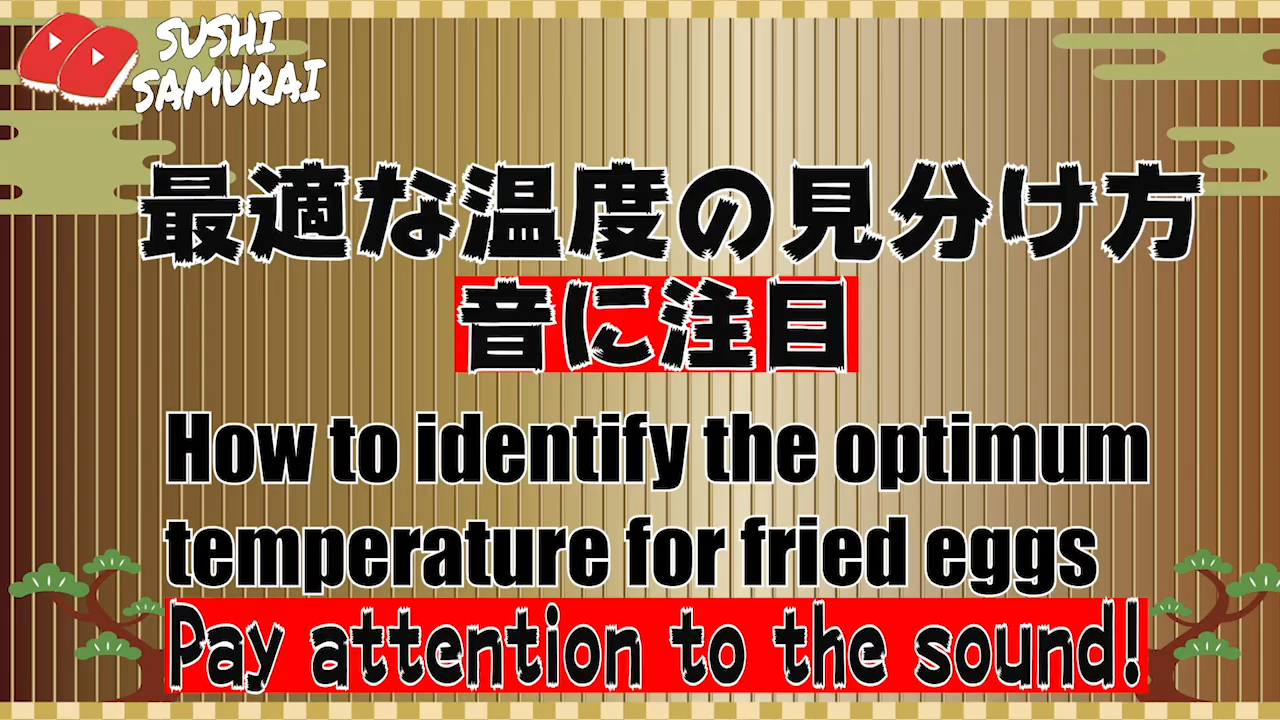 SUSHI
SAMURAI
最適な温度の見分け方
音に注目
How to identify the optimum
temperature for fried eggs
Pay attention to the sound!